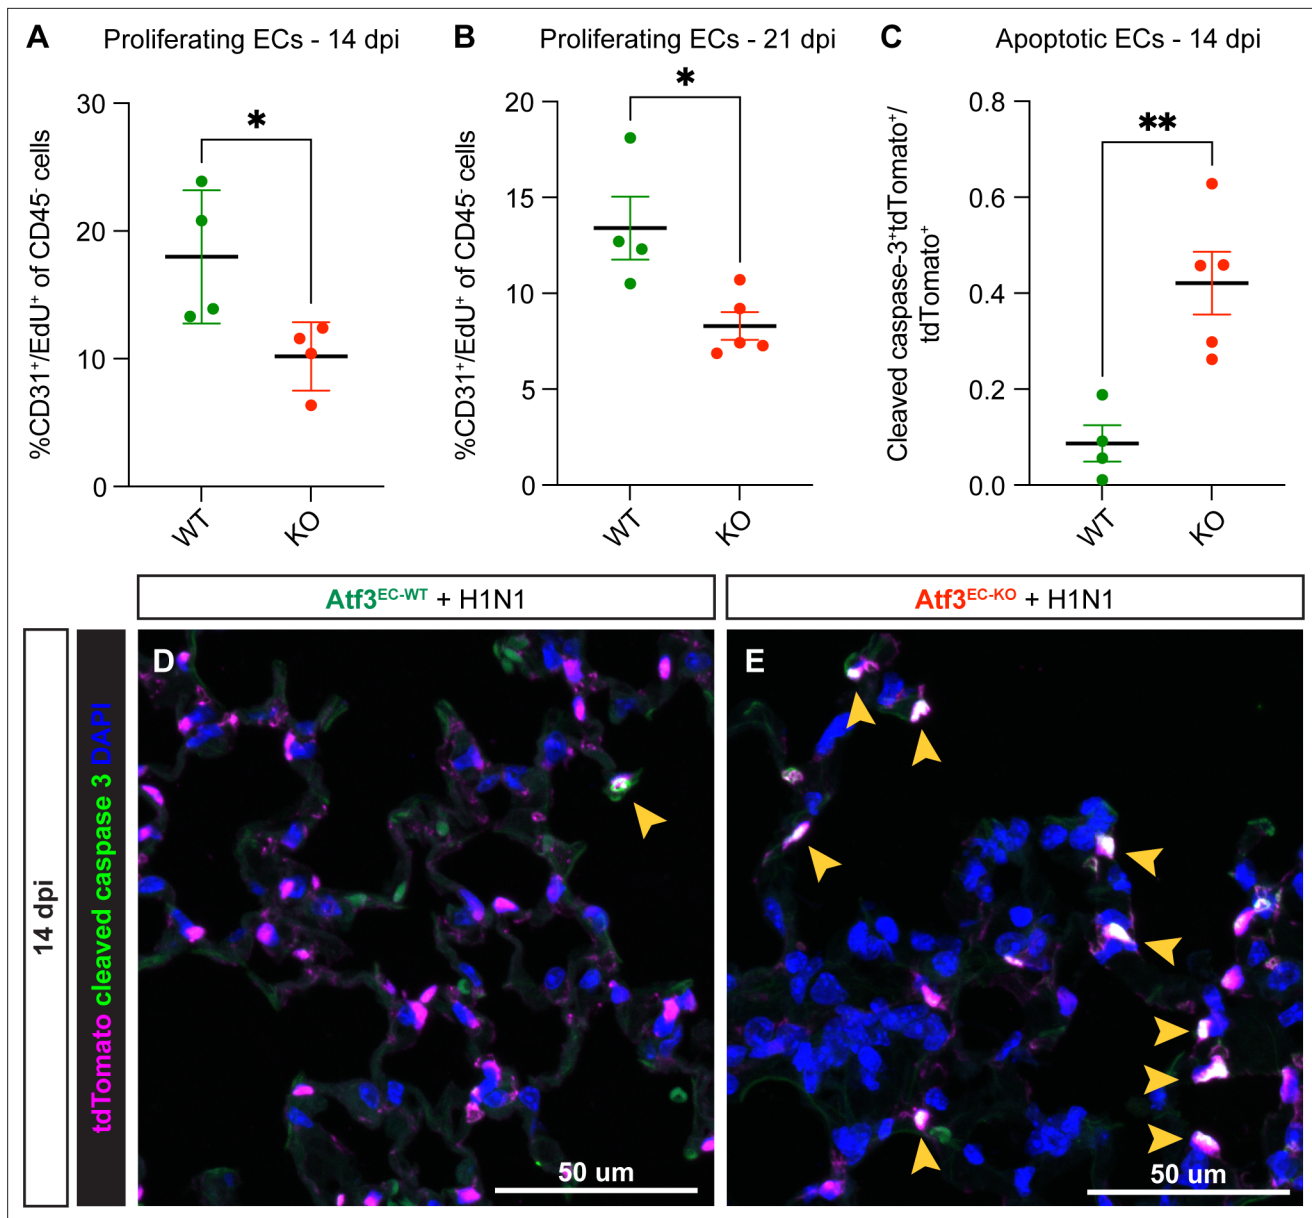 A
Proliferating ECs - 14 dpi
%CD31⁺/EdU⁺ of CD45⁻ cells
30
20
10
0
*
WT
KO
B
Proliferating ECs - 21 dpi
%CD31⁺/EdU⁺ of CD45⁻ cells
20
15
10
5
0
*
WT
KO
C
Apoptotic ECs - 14 dpi
Cleaved caspase-3⁺tdTomato⁺/
tdTomato⁺
0.8
0.6
0.4
0.2
0.0
**
WT
KO
Atf3ᴱᶜ⁻ᵂᵀ + H1N1
Atf3ᴱᶜ⁻ᴷᴼ + H1N1
14 dpi
tdTomato cleaved caspase 3 DAPI
D
50 um
E
50 um